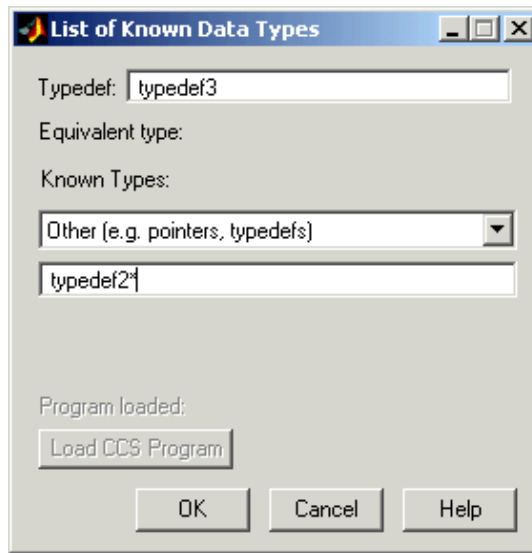 List of Known Data Types
Typedef: typedef3
Equivalent type:
Known Types:
Other (e.g. pointers, typedefs)
typedef2*
Program loaded:
Load CCS Program
OK Cancel Help